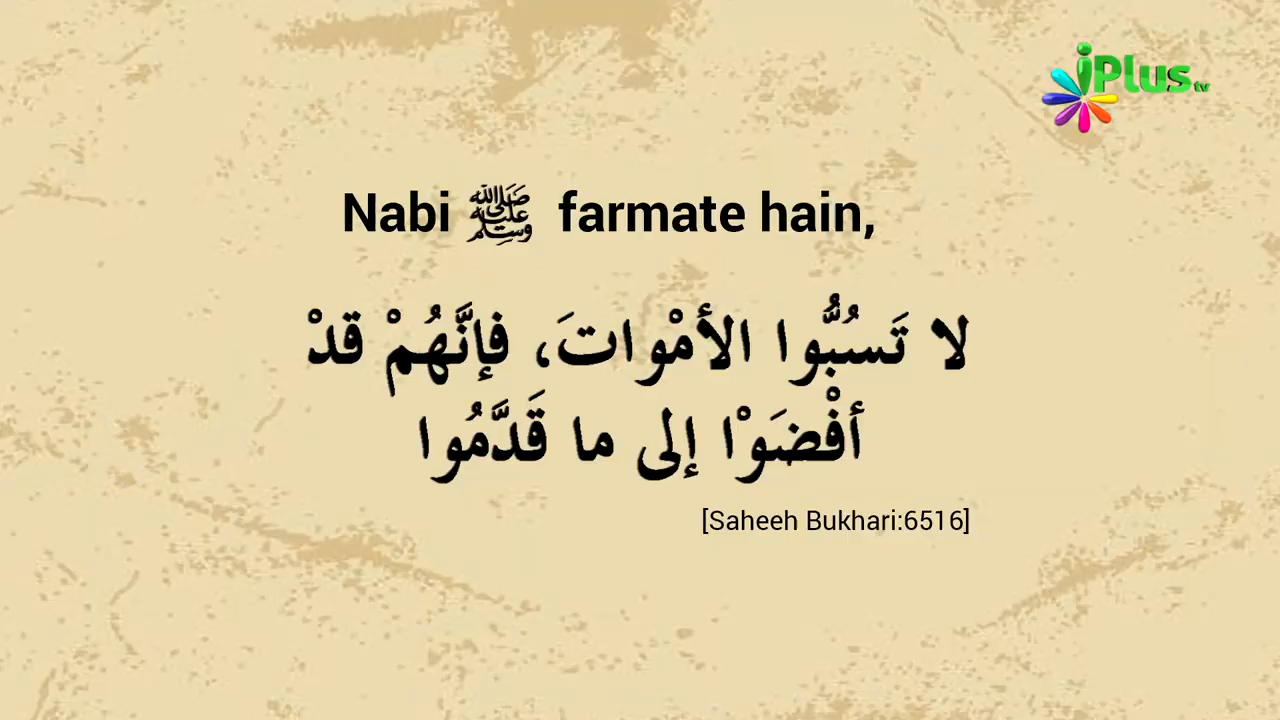 iPlus tv
Nabi ﷺ farmate hain,
لا تَسُبُّوا الأمْواتَ، فإنَّهُمْ قدْ
أفْضَوْا إلى ما قَدَّمُوا
[Saheeh Bukhari:6516]